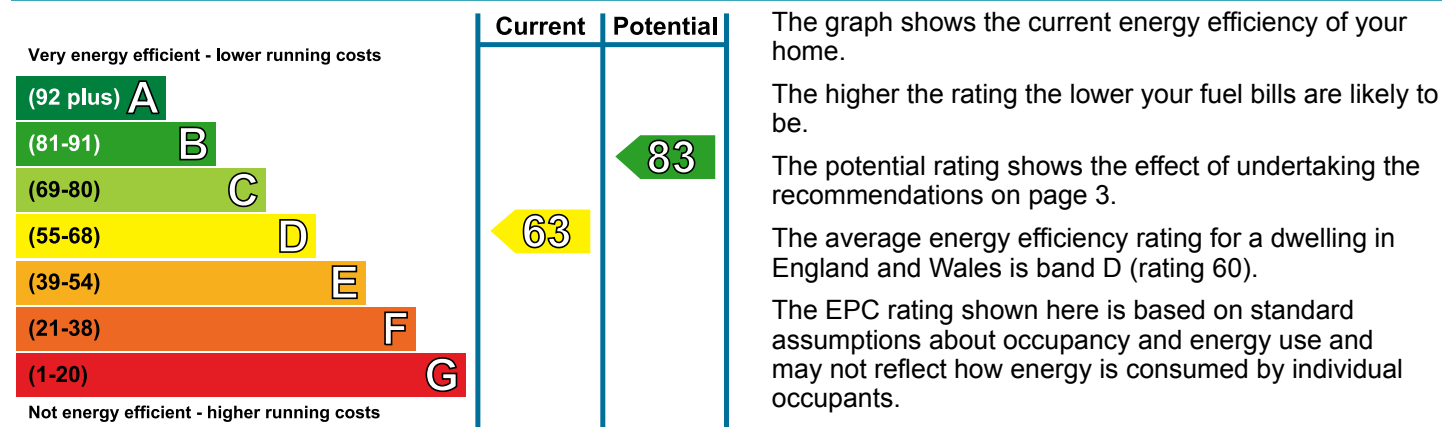 Current Potential
Very energy efficient - lower running costs
(92 plus) A
(81-91) B
83
(69-80) C
(55-68) D
63
(39-54) E
(21-38) F
(1-20) G
Not energy efficient - higher running costs
The graph shows the current energy efficiency of your
home.
The higher the rating the lower your fuel bills are likely to
be.
The potential rating shows the effect of undertaking the
recommendations on page 3.
The average energy efficiency rating for a dwelling in
England and Wales is band D (rating 60).
The EPC rating shown here is based on standard
assumptions about occupancy and energy use and
may not reflect how energy is consumed by individual
occupants.